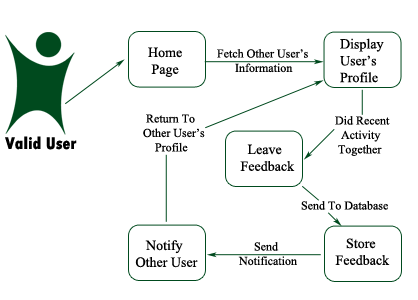 Home
Page
Fetch Other User's
Information
Display
User's
Profile
Valid User
Return To
Other User's
Profile
Did Recent
Activity
Together
Leave
Feedback
Send To Database
Notify
Other User
Send
Notification
Store
Feedback